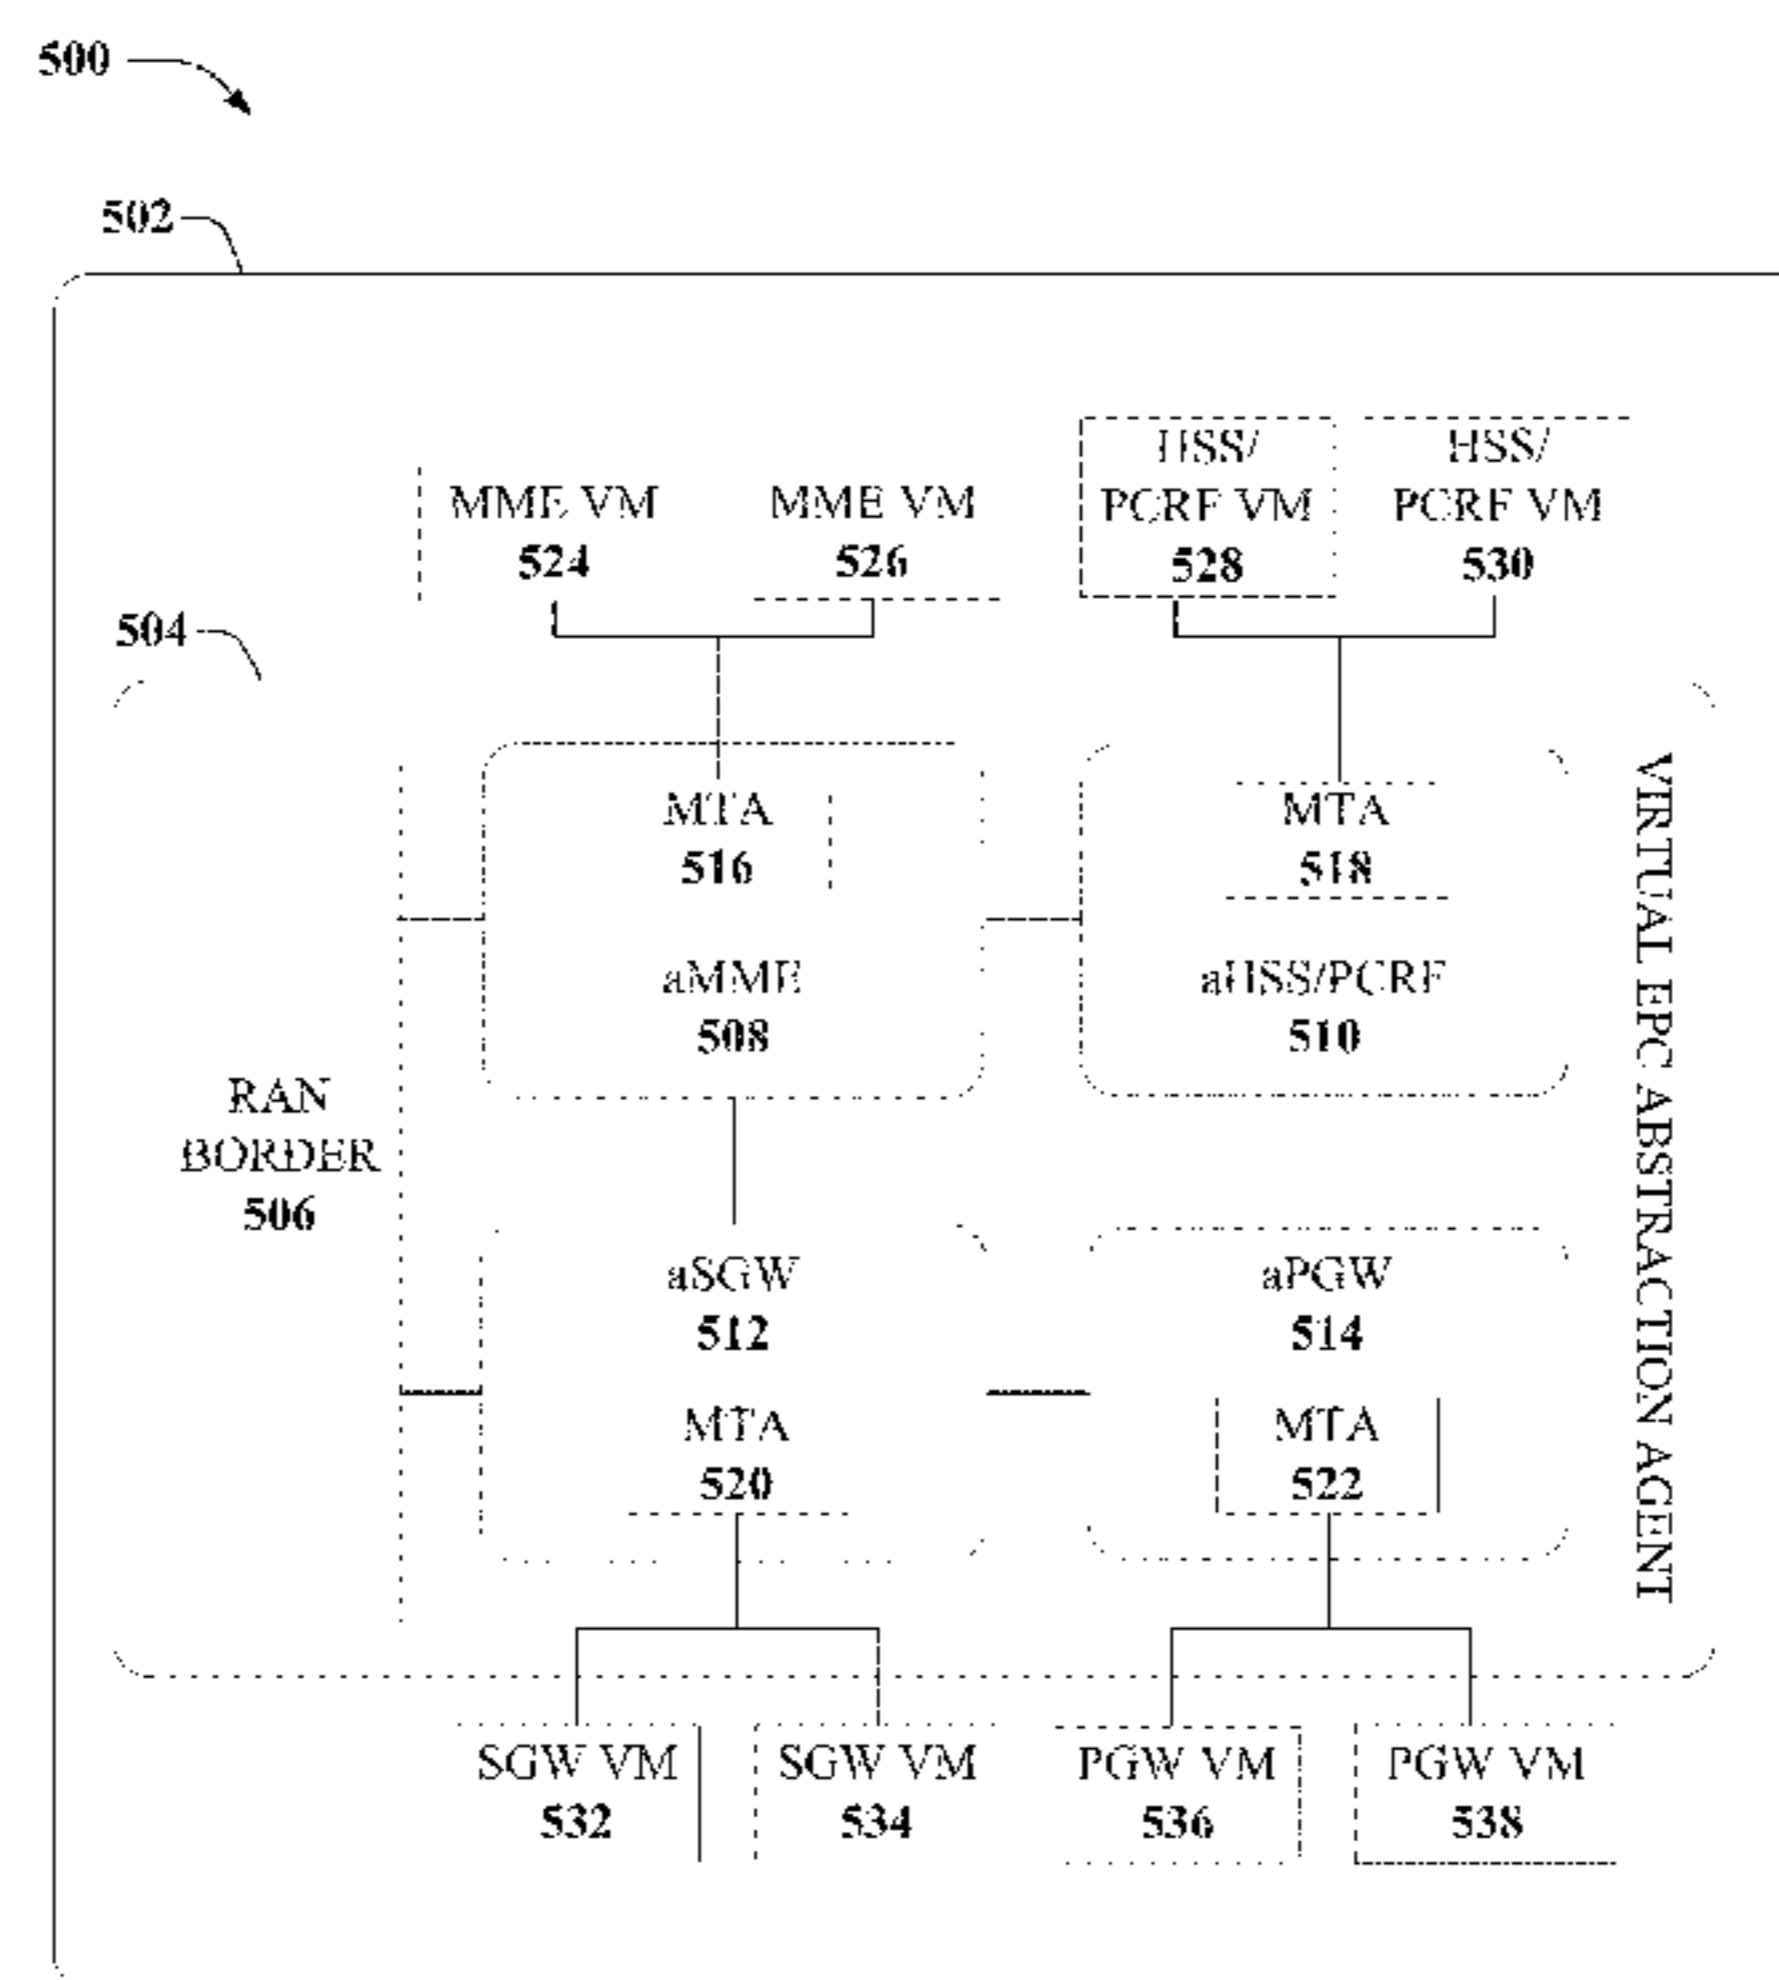 500
502
MME VM
524
MME VM
526
HSS/
PCRF VM
528
HSS/
PCRF VM
530
504
MTA
516
aMME
508
MTA
518
aHSS/PCRF
510
RAN
BORDER
506
aSGW
512
MTA
520
aPGW
514
MTA
522
VIRTUAL EPC ABSTRACTION AGENT
SGW VM
532
SGW VM
534
PGW VM
536
PGW VM
538